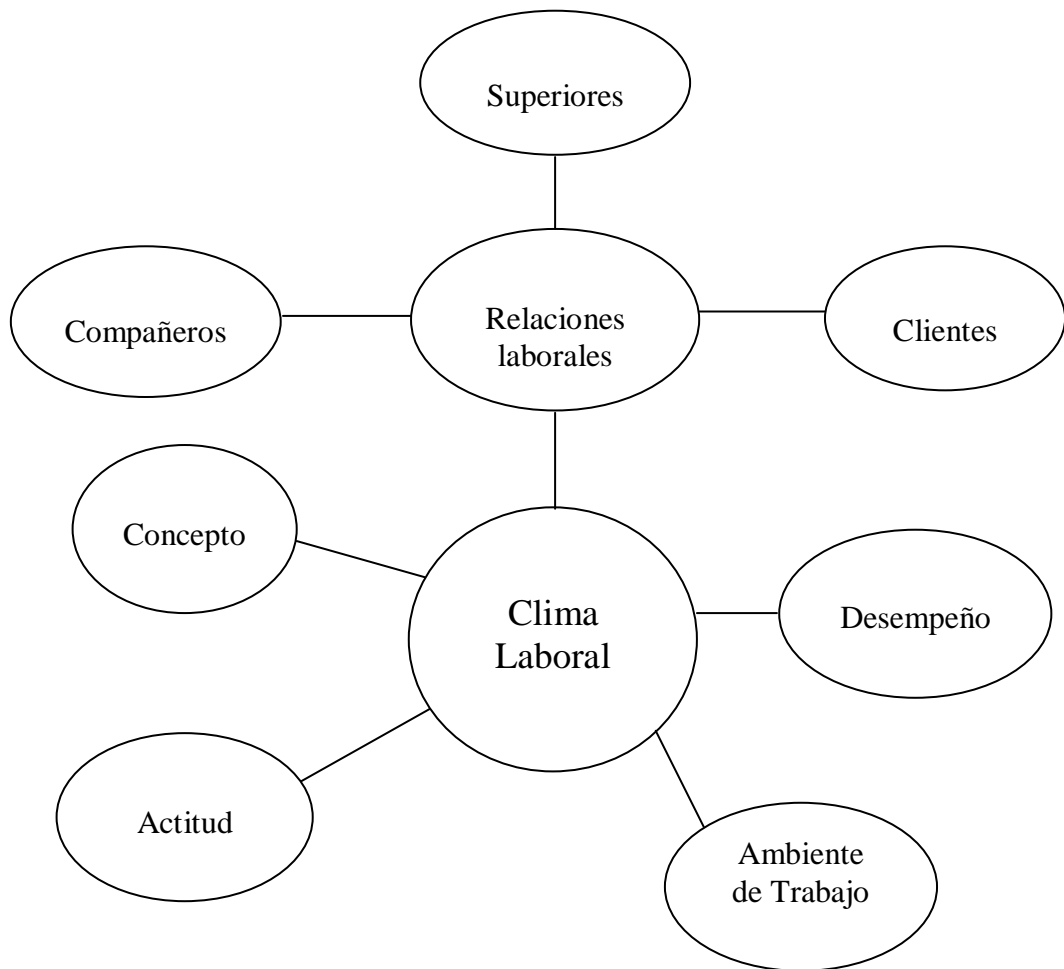 Superiores
Compañeros
Relaciones
laborales
Clientes
Concepto
Clima
Laboral
Desempeño
Actitud
Ambiente
de Trabajo